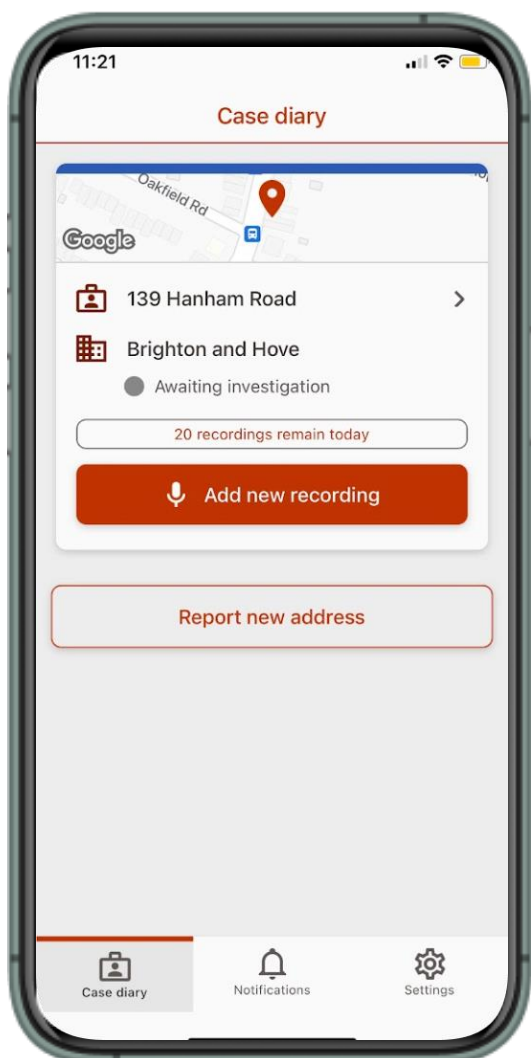 11:21
Case diary
Oakfield Rd
Google
139 Hanham Road
Brighton and Hove
Awaiting investigation
20 recordings remain today
Add new recording
Report new address
Case diary
Notifications
Settings